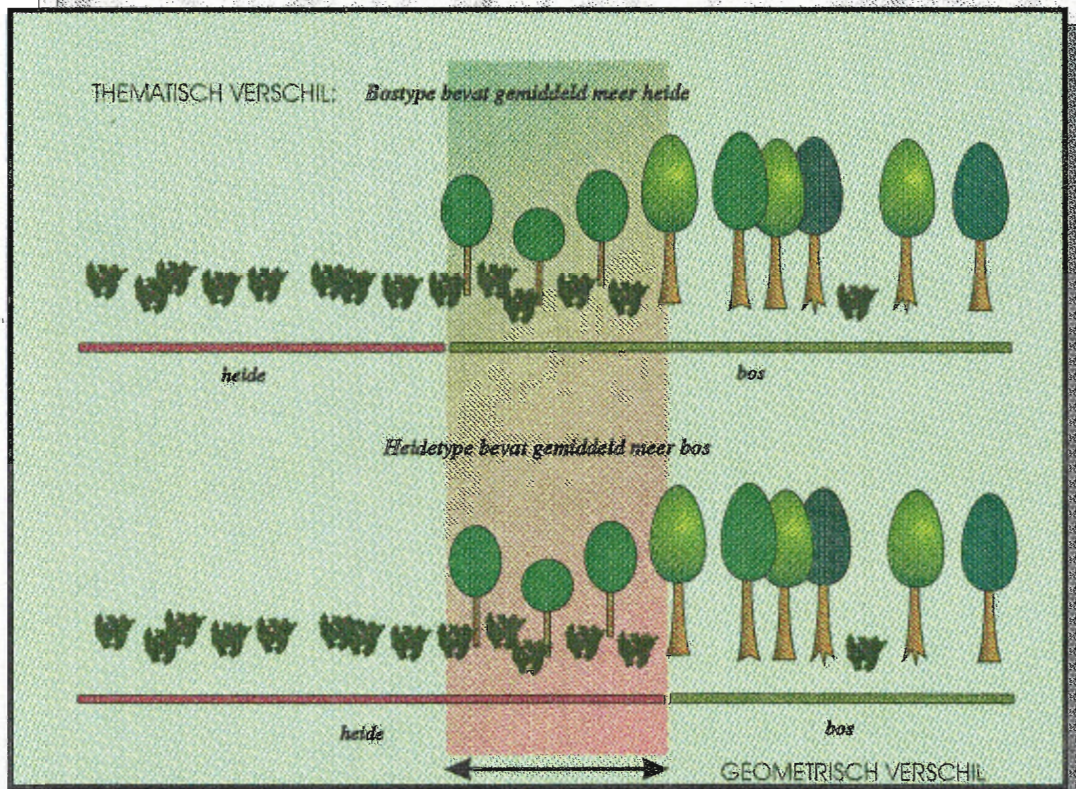 THEMATISCH VERSCHIL: Bostype bevat gemiddeld meer heide
heide
bos
Heidetype bevat gemiddeld meer bos
heide
bos
GEOMETRISCH VERSCHIL